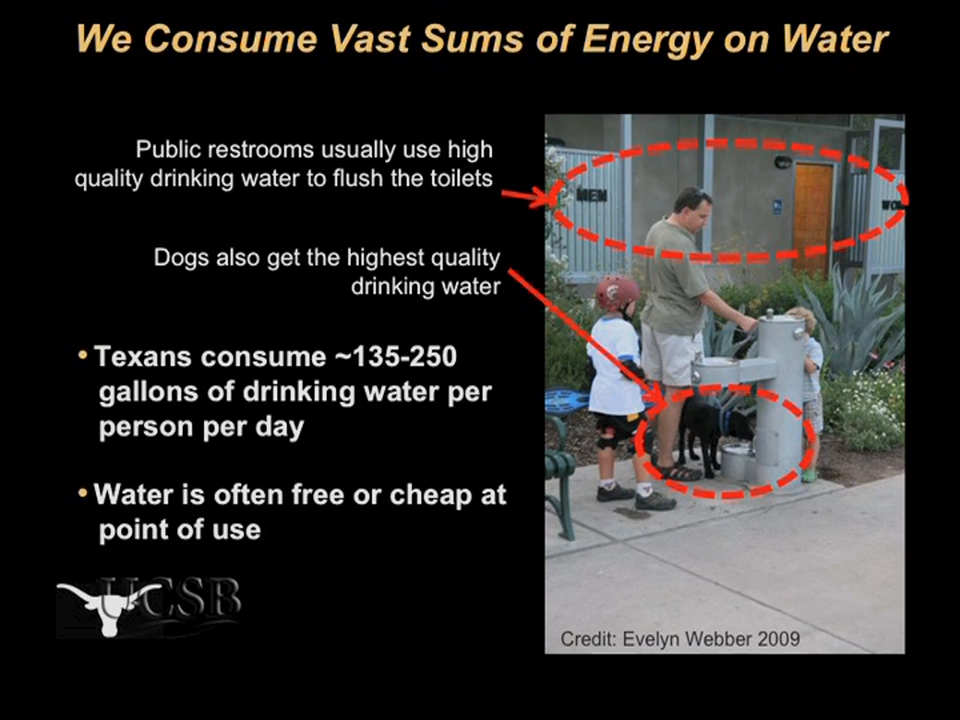 We Consume Vast Sums of Energy on Water
Public restrooms usually use high
quality drinking water to flush the toilets
Dogs also get the highest quality
drinking water
• Texans consume ~135-250
gallons of drinking water per
person per day
• Water is often free or cheap at
point of use
UCSB
MEN
WO
Credit: Evelyn Webber 2009